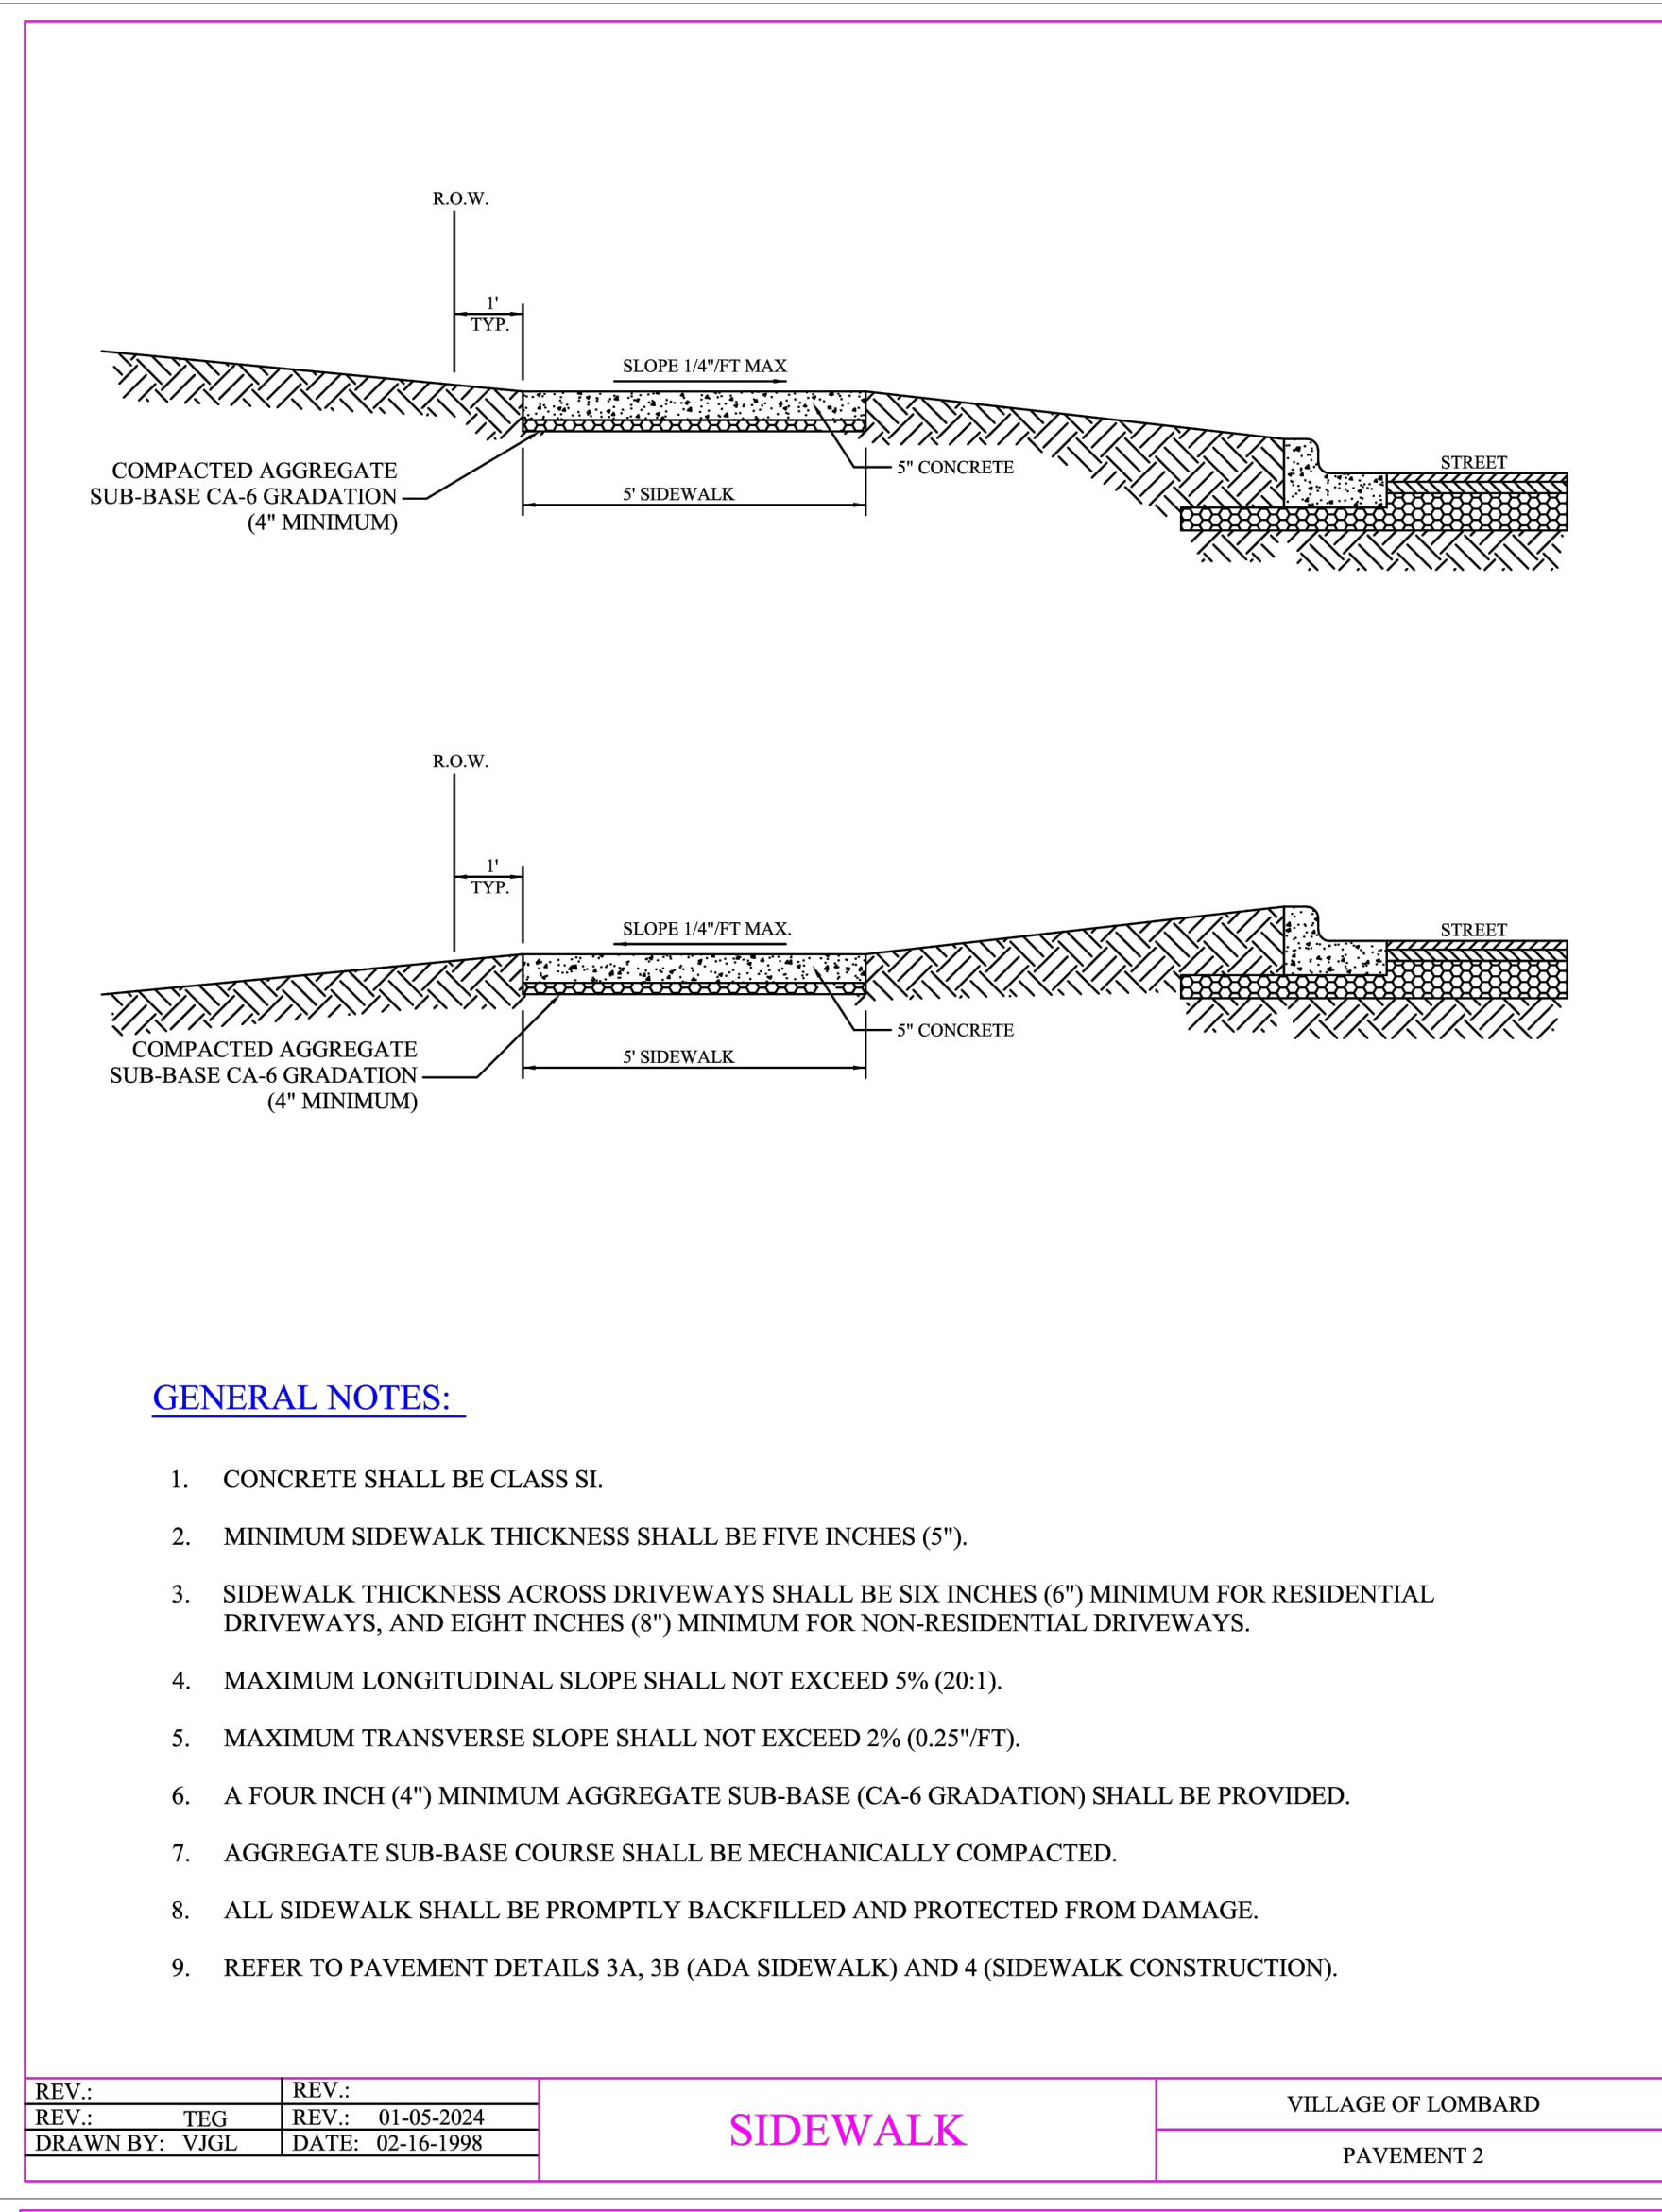 R.O.W.
1'
TYP.
SLOPE 1/4"/FT MAX
COMPACTED AGGREGATE
SUB-BASE CA-6 GRADATION
(4" MINIMUM)
5' SIDEWALK
5" CONCRETE
STREET
R.O.W.
1'
TYP.
SLOPE 1/4"/FT MAX.
STREET
COMPACTED AGGREGATE
SUB-BASE CA-6 GRADATION
(4" MINIMUM)
5' SIDEWALK
5" CONCRETE
GENERAL NOTES:
1. CONCRETE SHALL BE CLASS SI.
2. MINIMUM SIDEWALK THICKNESS SHALL BE FIVE INCHES (5").
3. SIDEWALK THICKNESS ACROSS DRIVEWAYS SHALL BE SIX INCHES (6") MINIMUM FOR RESIDENTIAL
DRIVEWAYS, AND EIGHT INCHES (8") MINIMUM FOR NON-RESIDENTIAL DRIVEWAYS.
4. MAXIMUM LONGITUDINAL SLOPE SHALL NOT EXCEED 5% (20:1).
5. MAXIMUM TRANSVERSE SLOPE SHALL NOT EXCEED 2% (0.25"/FT).
6. A FOUR INCH (4") MINIMUM AGGREGATE SUB-BASE (CA-6 GRADATION) SHALL BE PROVIDED.
7. AGGREGATE SUB-BASE COURSE SHALL BE MECHANICALLY COMPACTED.
8. ALL SIDEWALK SHALL BE PROMPTLY BACKFILLED AND PROTECTED FROM DAMAGE.
9. REFER TO PAVEMENT DETAILS 3A, 3B (ADA SIDEWALK) AND 4 (SIDEWALK CONSTRUCTION).
REV.: REV.:
REV.: TEG REV.: 01-05-2024
DRAWN BY: VJGL DATE: 02-16-1998
SIDEWALK
VILLAGE OF LOMBARD
PAVEMENT 2